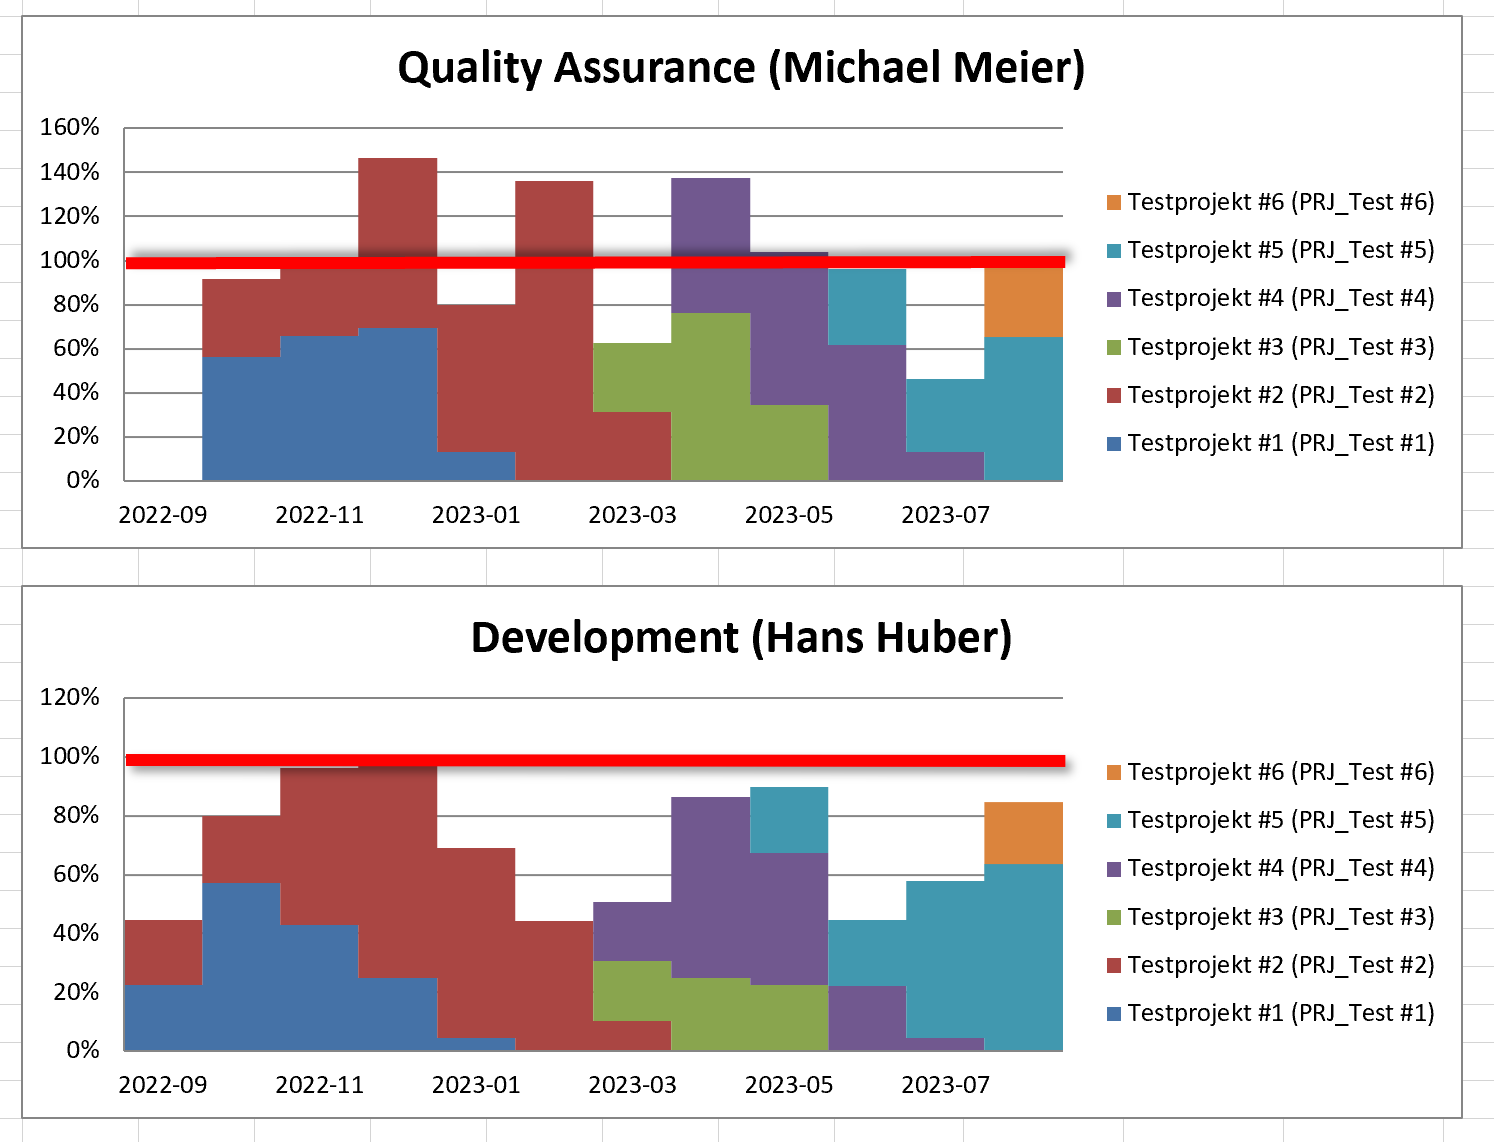 Quality Assurance (Michael Meier)
160%
140%
120%
100%
80%
60%
40%
20%
0%
2022-09 2022-11 2023-01 2023-03 2023-05 2023-07
Testprojekt #6 (PRJ_Test #6)
Testprojekt #5 (PRJ_Test #5)
Testprojekt #4 (PRJ_Test #4)
Testprojekt #3 (PRJ_Test #3)
Testprojekt #2 (PRJ_Test #2)
Testprojekt #1 (PRJ_Test #1)
Development (Hans Huber)
120%
100%
80%
60%
40%
20%
0%
2022-09 2022-11 2023-01 2023-03 2023-05 2023-07
Testprojekt #6 (PRJ_Test #6)
Testprojekt #5 (PRJ_Test #5)
Testprojekt #4 (PRJ_Test #4)
Testprojekt #3 (PRJ_Test #3)
Testprojekt #2 (PRJ_Test #2)
Testprojekt #1 (PRJ_Test #1)